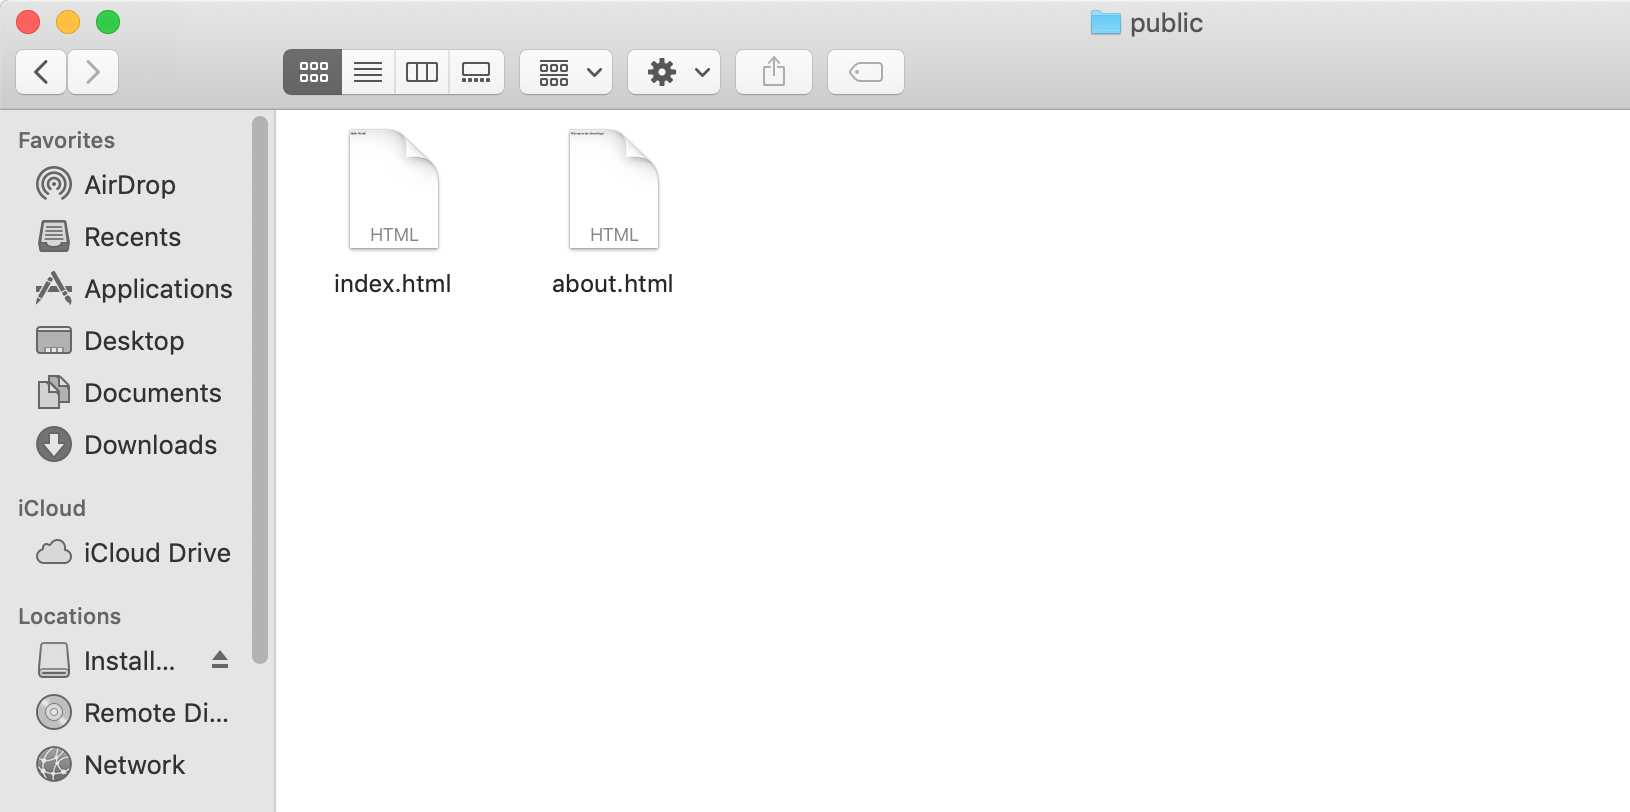 public
Favorites
AirDrop
Recents
Applications
Desktop
Documents
Downloads
iCloud
iCloud Drive
Locations
Install...
Remote Di...
Network
HTML
HTML
index.html
about.html